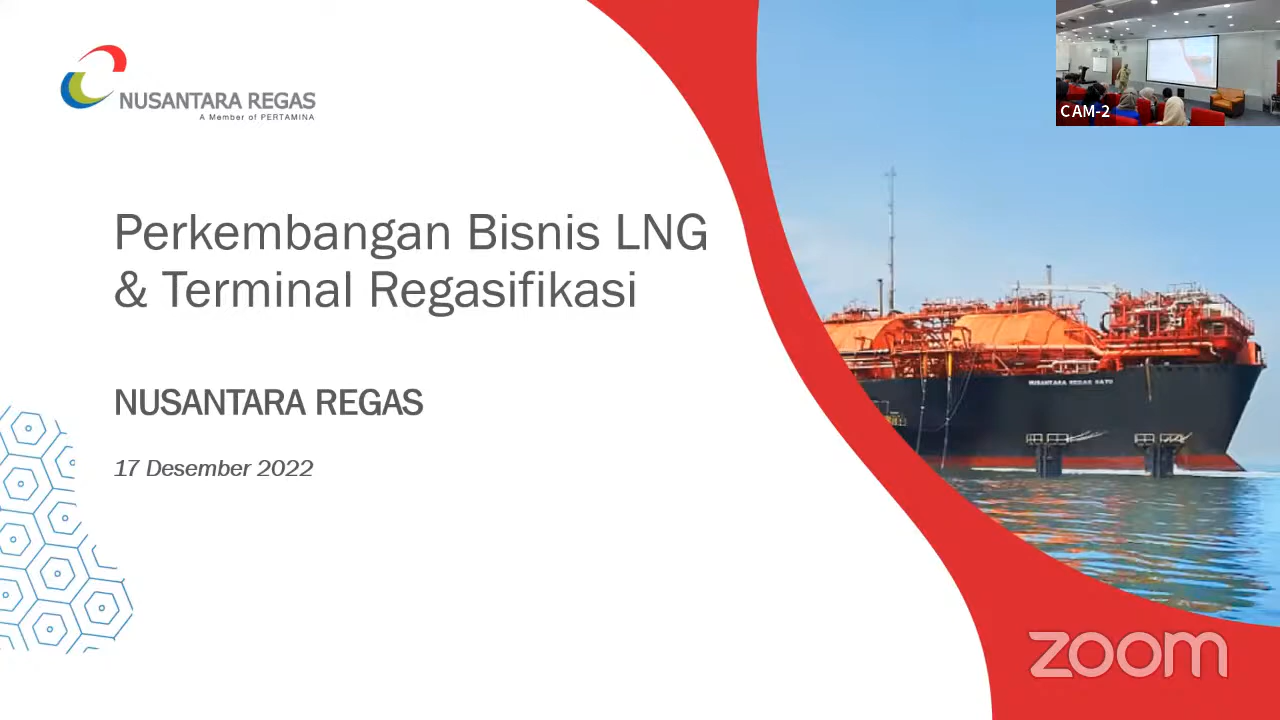 NUSANTARA REGAS
A Member of PERTAMINA
CAM-2
Perkembangan Bisnis LNG
& Terminal Regasifikasi
NUSANTARA REGAS SATU
NUSANTARA REGAS
17 Desember 2022
zoom